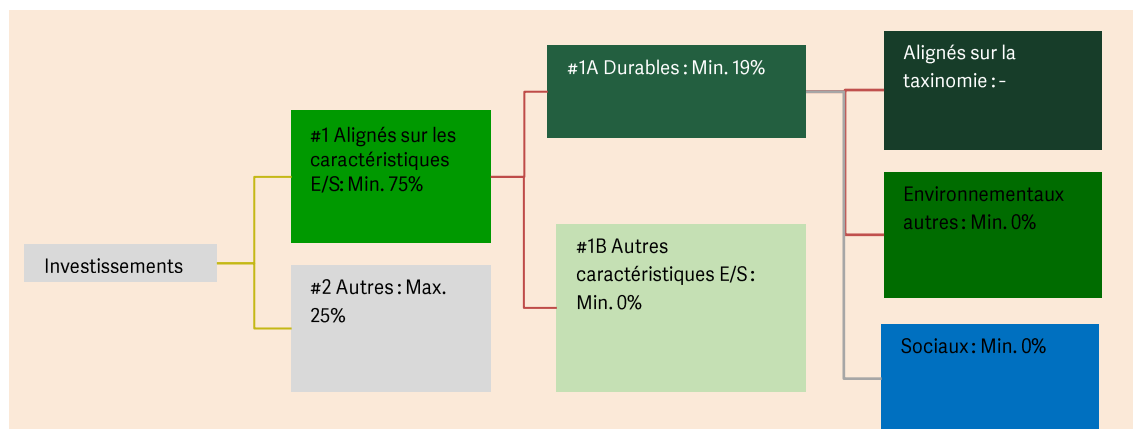 Investissements
#1 Alignés sur les
caractéristiques
E/S: Min. 75%
#2 Autres : Max.
25%
#1A Durables : Min. 19%
#1B Autres
caractéristiques E/S :
Min. 0%
Alignés sur la
taxinomie : -
Environnementaux
autres : Min. 0%
Sociaux : Min. 0%